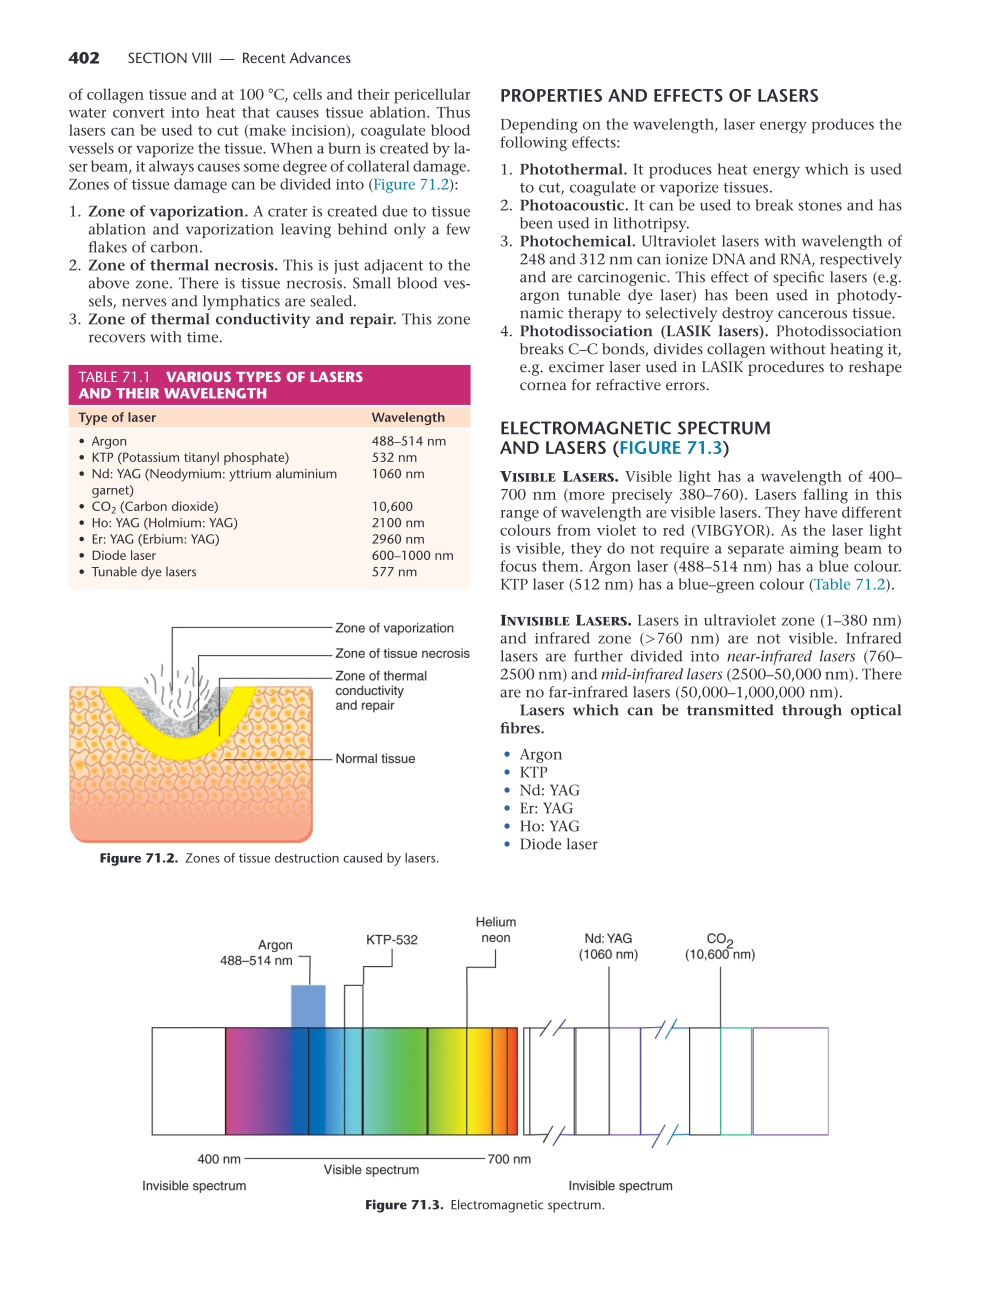 402 SECTION VIII — Recent Advances
of collagen tissue and at 100 °C, cells and their pericellular
water convert into heat that causes tissue ablation. Thus
lasers can be used to cut (make incision), coagulate blood
vessels or vaporize the tissue. When a burn is created by la-
ser beam, it always causes some degree of collateral damage.
Zones of tissue damage can be divided into (Figure 71.2):
1. Zone of vaporization. A crater is created due to tissue
ablation and vaporization leaving behind only a few
flakes of carbon.
2. Zone of thermal necrosis. This is just adjacent to the
above zone. There is tissue necrosis. Small blood ves-
sels, nerves and lymphatics are sealed.
3. Zone of thermal conductivity and repair. This zone
recovers with time.
TABLE 71.1 VARIOUS TYPES OF LASERS
AND THEIR WAVELENGTH
Type of laser Wavelength
• Argon 488–514 nm
• KTP (Potassium titanyl phosphate) 532 nm
• Nd: YAG (Neodymium: yttrium aluminium 1060 nm
garnet)
• CO2 (Carbon dioxide) 10,600
• Ho: YAG (Holmium: YAG) 2100 nm
• Er: YAG (Erbium: YAG) 2960 nm
• Diode laser 600–1000 nm
• Tunable dye lasers 577 nm
Zone of vaporization
Zone of tissue necrosis
Zone of thermal
conductivity
and repair
Normal tissue
Figure 71.2. Zones of tissue destruction caused by lasers.
PROPERTIES AND EFFECTS OF LASERS
Depending on the wavelength, laser energy produces the
following effects:
1. Photothermal. It produces heat energy which is used
to cut, coagulate or vaporize tissues.
2. Photoacoustic. It can be used to break stones and has
been used in lithotripsy.
3. Photochemical. Ultraviolet lasers with wavelength of
248 and 312 nm can ionize DNA and RNA, respectively
and are carcinogenic. This effect of specific lasers (e.g.
argon tunable dye laser) has been used in photody-
namic therapy to selectively destroy cancerous tissue.
4. Photodissociation (LASIK lasers). Photodissociation
breaks C–C bonds, divides collagen without heating it,
e.g. excimer laser used in LASIK procedures to reshape
cornea for refractive errors.
ELECTROMAGNETIC SPECTRUM
AND LASERS (FIGURE 71.3)
VISIBLE LASERS. Visible light has a wavelength of 400–
700 nm (more precisely 380–760). Lasers falling in this
range of wavelength are visible lasers. They have different
colours from violet to red (VIBGYOR). As the laser light
is visible, they do not require a separate aiming beam to
focus them. Argon laser (488–514 nm) has a blue colour.
KTP laser (512 nm) has a blue–green colour (Table 71.2).
INVISIBLE LASERS. Lasers in ultraviolet zone (1–380 nm)
and infrared zone (>760 nm) are not visible. Infrared
lasers are further divided into near-infrared lasers (760–
2500 nm) and mid-infrared lasers (2500–50,000 nm). There
are no far-infrared lasers (50,000–1,000,000 nm).
Lasers which can be transmitted through optical
fibres.
• Argon
• KTP
• Nd: YAG
• Er: YAG
• Ho: YAG
• Diode laser
Argon
488–514 nm
KTP-532
Helium
neon
Nd: YAG
(1060 nm)
CO2
(10,600 nm)
400 nm 700 nm
Visible spectrum
Invisible spectrum Invisible spectrum
Figure 71.3. Electromagnetic spectrum.